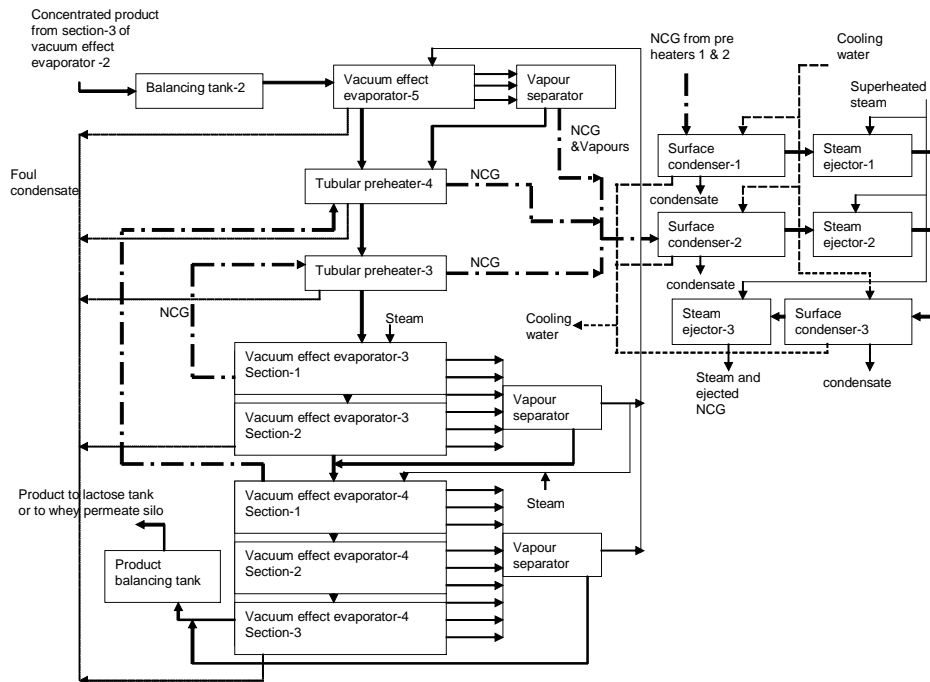 Concentrated product
from section-3 of
vacuum effect
evaporator -2
Balancing tank-2
Vacuum effect
evaporator-5
Vapour
separator
NCG from pre
heaters 1 & 2
Cooling
water
Superheated
steam
NCG
&Vapours
Surface
condenser-1
Steam
ejector-1
Foul
condensate
Tubular preheater-4
NCG
condensate
Surface
condenser-2
Steam
ejector-2
Tubular preheater-3
NCG
condensate
NCG
Steam
Cooling
water
Steam
ejector-3
Surface
condenser-3
Vacuum effect evaporator-3
Section-1
Vapour
separator
Steam and
ejected
NCG
condensate
Vacuum effect evaporator-3
Section-2
Steam
Product to lactose tank
or to whey permeate silo
Vacuum effect evaporator-4
Section-1
Product
balancing tank
Vacuum effect evaporator-4
Section-2
Vapour
separator
Vacuum effect evaporator-4
Section-3